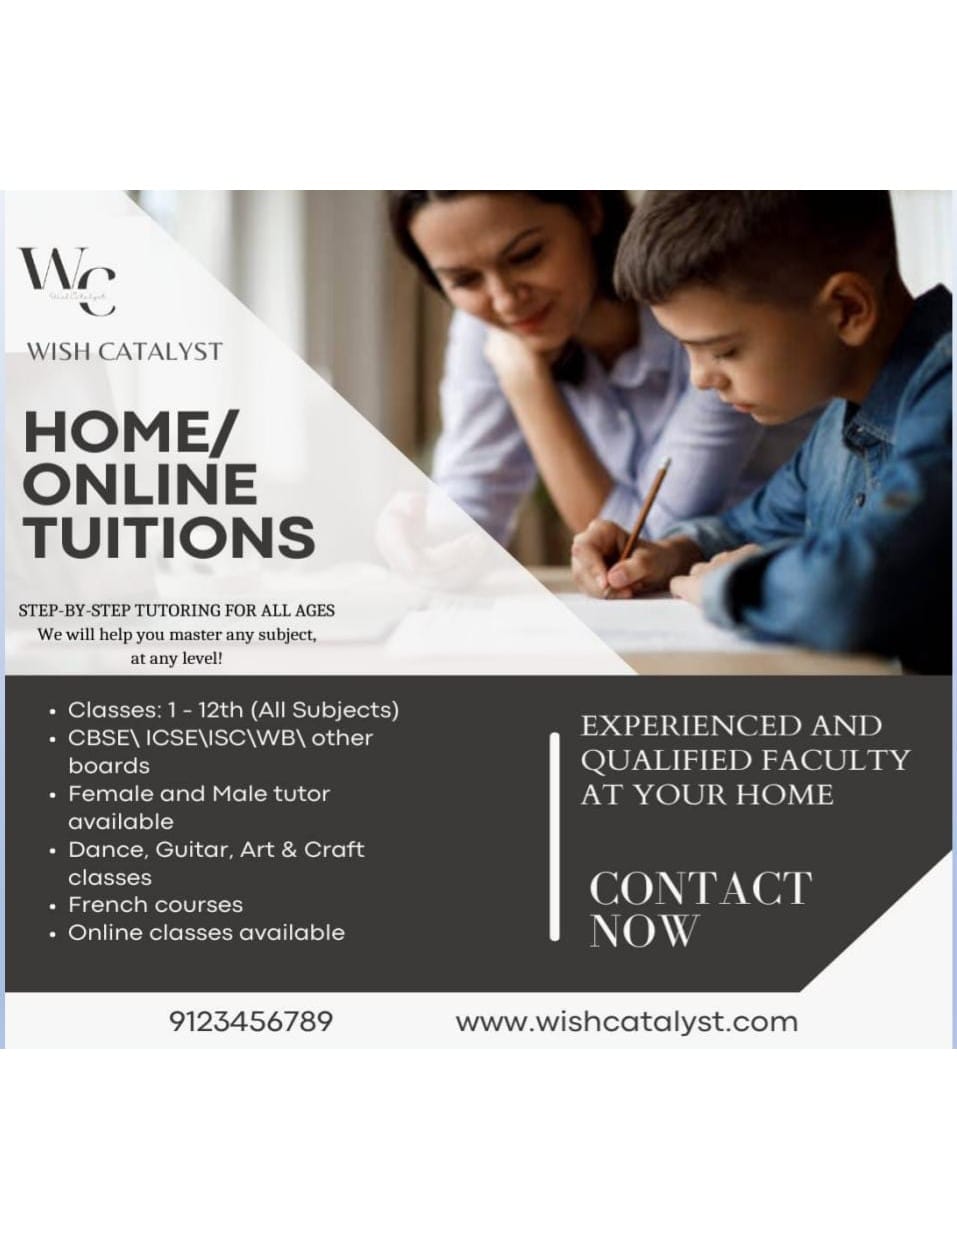 WC
Wish Catalyst
WISH CATALYST
HOME/
ONLINE
TUITIONS
STEP-BY-STEP TUTORING FOR ALL AGES
We will help you master any subject,
at any level!
• Classes: 1 - 12th (All Subjects)
• CBSE\ ICSE\ISC\WB\ other
boards
• Female and Male tutor
available
• Dance, Guitar, Art & Craft
classes
• French courses
• Online classes available
EXPERIENCED AND
QUALIFIED FACULTY
AT YOUR HOME
CONTACT
NOW
9123456789
www.wishcatalyst.com